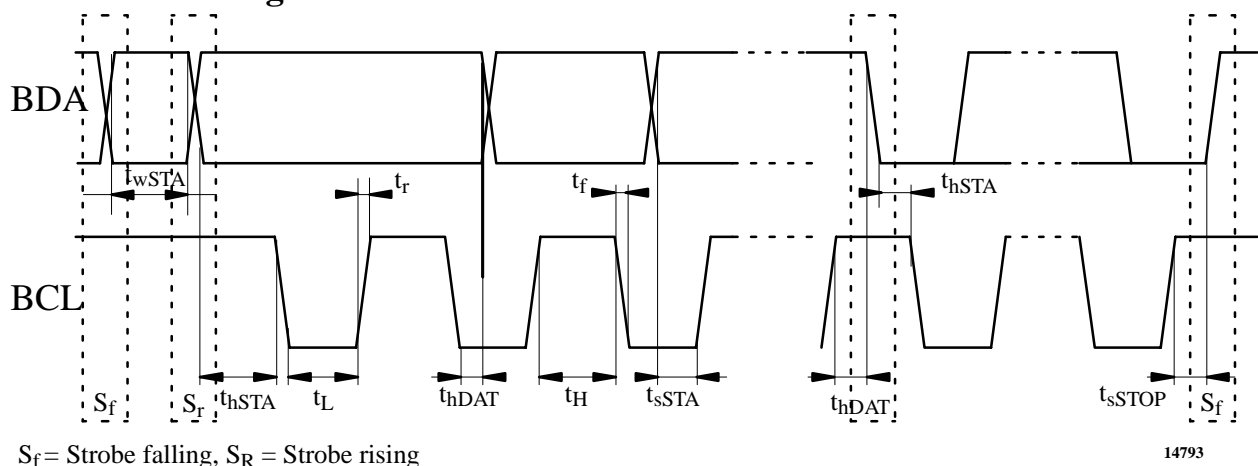 BDA
twSTA
tr
tf
thSTA
BCL
Sf
Sr
thSTA
tL
thDAT
tH
tsSTA
thDAT
tsSTOP
Sf
Sf = Strobe falling, SR = Strobe rising
14793